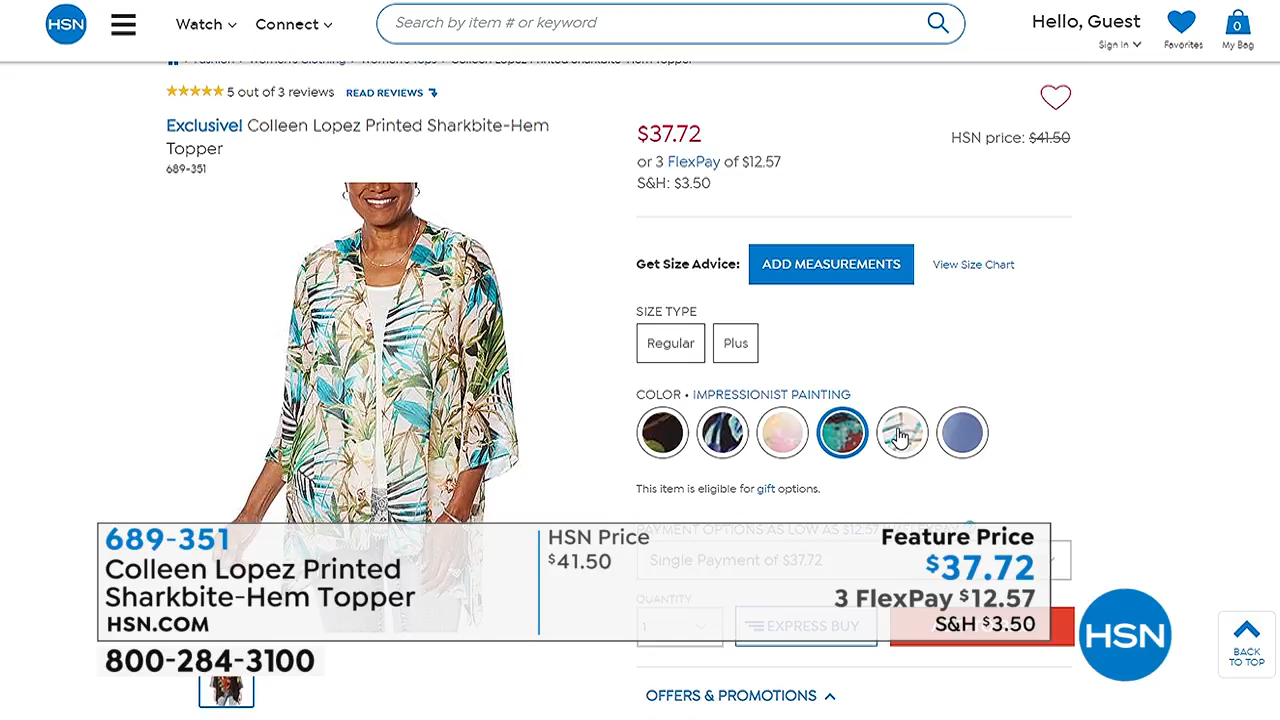 HSN
Watch
Connect
Search by item # or keyword
Hello, Guest
Sign In
Favorites
0
My Bag
Fashion Women's Clothing Women's Tops Colleen Lopez Printed Sharkbite-Hem Topper
5 out of 3 reviews READ REVIEWS
Exclusive! Colleen Lopez Printed Sharkbite-Hem
Topper
689-351
$37.72
HSN price: $41.50
or 3 FlexPay of $12.57
S&H: $3.50
Get Size Advice:
ADD MEASUREMENTS
View Size Chart
SIZE TYPE
Regular
Plus
COLOR • IMPRESSIONIST PAINTING
This item is eligible for gift options.
PAYMENT OPTIONS AS LOW AS $12.57
Single Payment of $37.72
QUANTITY
1
EXPRESS BUY
689-351
Colleen Lopez Printed
Sharkbite-Hem Topper
HSN.COM
HSN Price
$41.50
Feature Price
$37.72
3 FlexPay $12.57
S&H $3.50
800-284-3100
HSN
BACK
TO TOP
OFFERS & PROMOTIONS